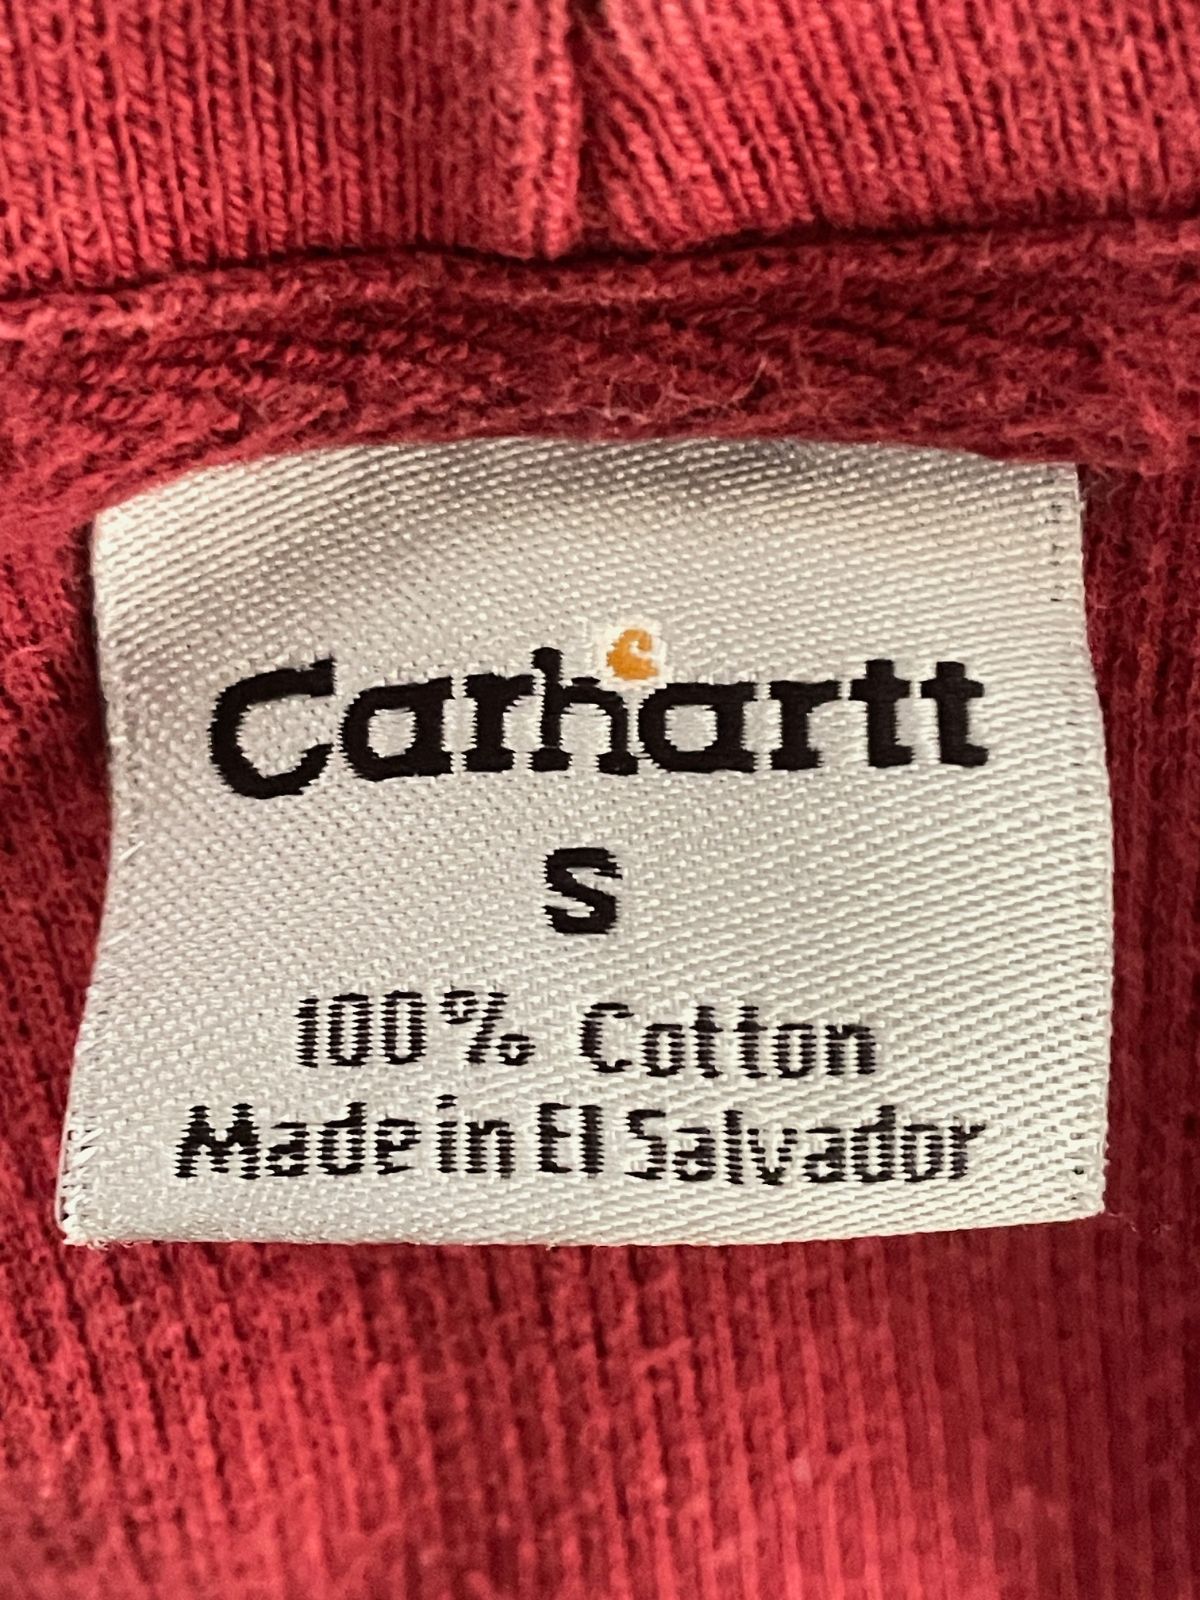 Carhartt
S
100% Cotton
Made in El Salvador